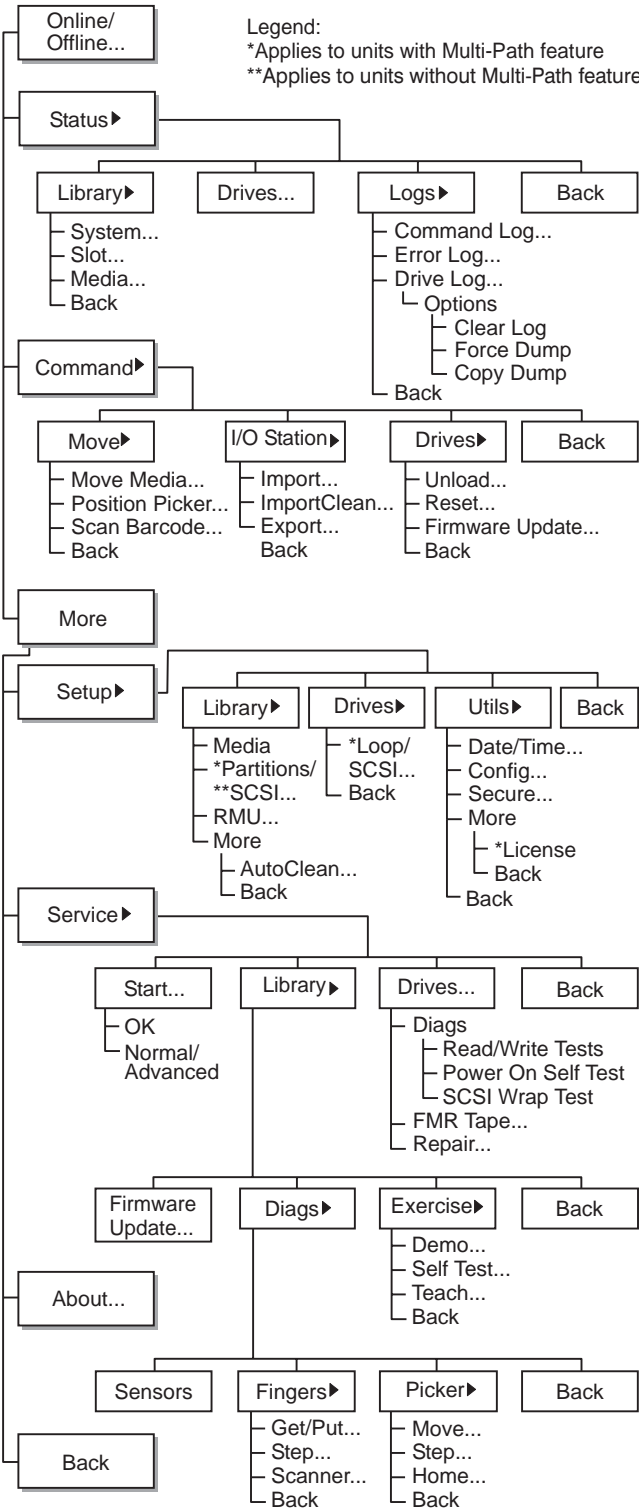 Online/
Offline...
Legend:
*Applies to units with Multi-Path feature
**Applies to units without Multi-Path feature
Status▶
Library▶
System...
Slot...
Media...
Back
Drives...
Logs▶
Command Log...
Error Log...
Drive Log...
Options
Clear Log
Force Dump
Copy Dump
Back
Back
Command▶
Move▶
Move Media...
Position Picker...
Scan Barcode...
Back
I/O Station▶
Import...
ImportClean...
Export...
Back
Drives▶
Unload...
Reset...
Firmware Update...
Back
Back
More
Setup▶
Library▶
Media
*Partitions/
**SCSI...
RMU...
More
AutoClean...
Back
Drives▶
*Loop/
SCSI...
Back
Utils▶
Date/Time...
Config...
Secure...
More
*License
Back
Back
Back
Service▶
Start...
OK
Normal/
Advanced
Library▶
Drives...
Diags
Read/Write Tests
Power On Self Test
SCSI Wrap Test
FMR Tape...
Repair...
Back
Firmware
Update...
Diags▶
Exercise▶
Demo...
Self Test...
Teach...
Back
Back
About...
Sensors
Fingers▶
Get/Put...
Step...
Scanner...
Back
Picker▶
Move...
Step...
Home...
Back
Back
Back